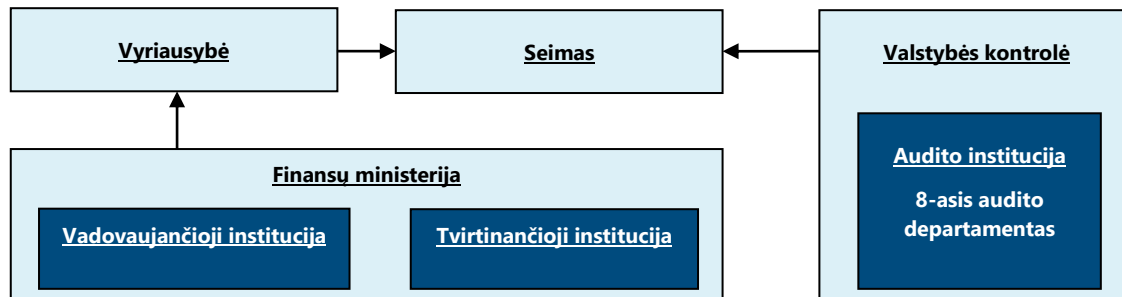 Vyriausybė
Seimas
Valstybės kontrolė
Audito institucija
8-asis audito
departamentas
Finansų ministerija
Vadovaujančioji institucija
Tvirtinančioji institucija